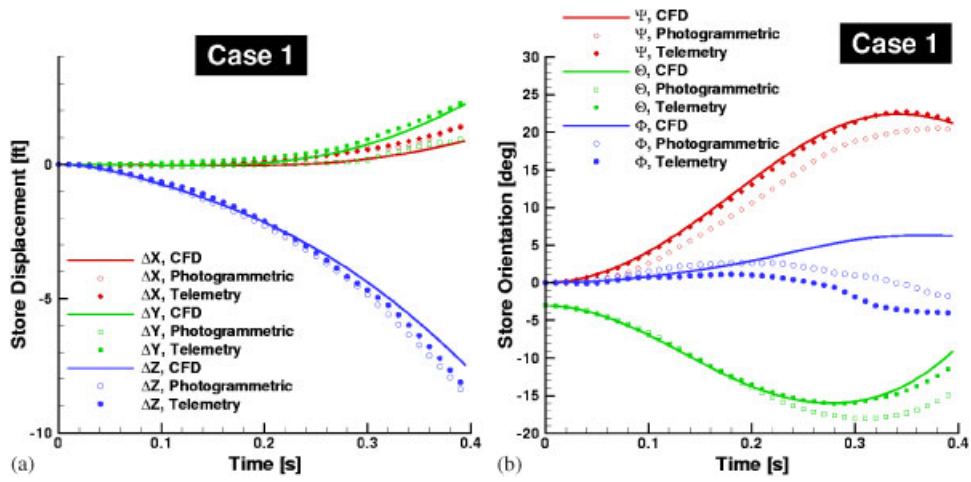 Case 1
Store Displacement [ft]
0
-5
-10
ΔX, CFD
ΔX, Photogrammetric
ΔX, Telemetry
ΔY, CFD
ΔY, Photogrammetric
ΔY, Telemetry
ΔZ, CFD
ΔZ, Photogrammetric
ΔZ, Telemetry
0 0.1 0.2 0.3 0.4
(a) Time [s]
Ψ, CFD
Ψ, Photogrammetric
Ψ, Telemetry
Θ, CFD
Θ, Photogrammetric
Θ, Telemetry
Φ, CFD
Φ, Photogrammetric
Φ, Telemetry
Case 1
Store Orientation [deg]
30
25
20
15
10
5
0
-5
-10
-15
-20
0 0.1 0.2 0.3 0.4
(b) Time [s]